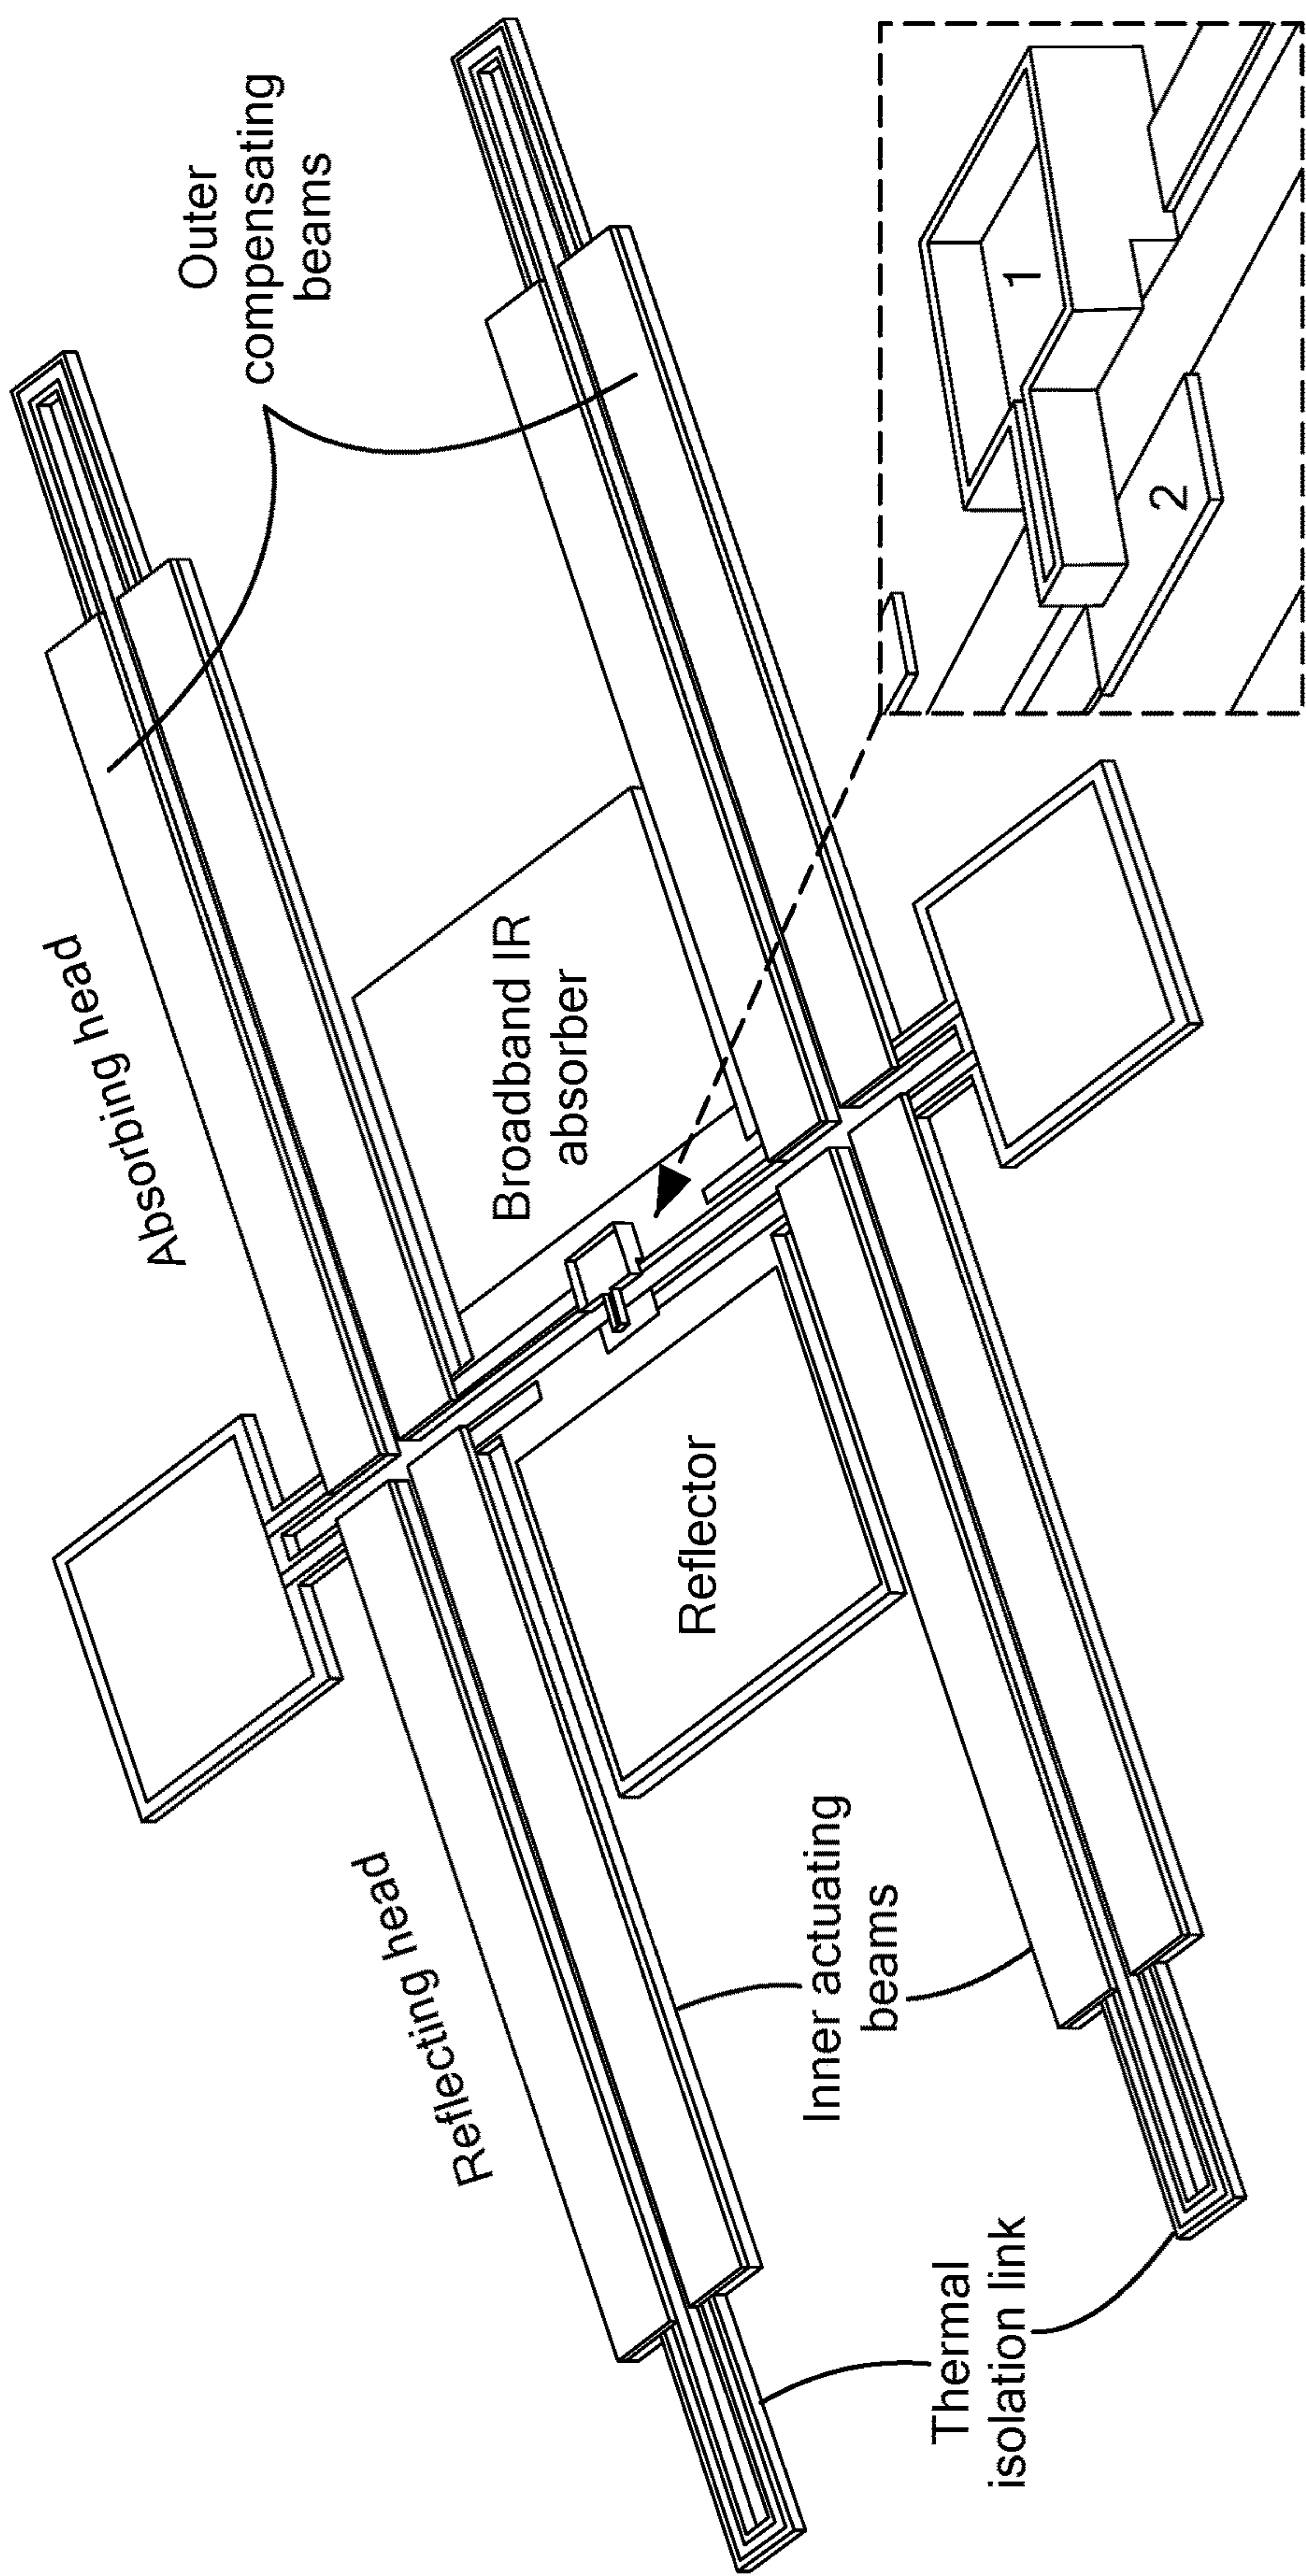 Reflecting head
Absorbing head
Outer
compensating
beams
Reflector
Broadband IR
absorber
Thermal
isolation link
Inner actuating
beams
1
2